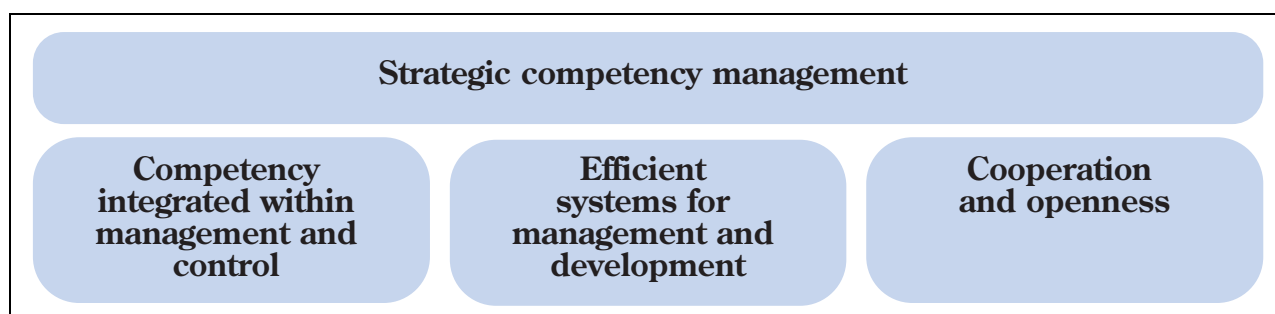 Strategic competency management
Competency
integrated within
management and
control
Efficient
systems for
management and
development
Cooperation
and openness